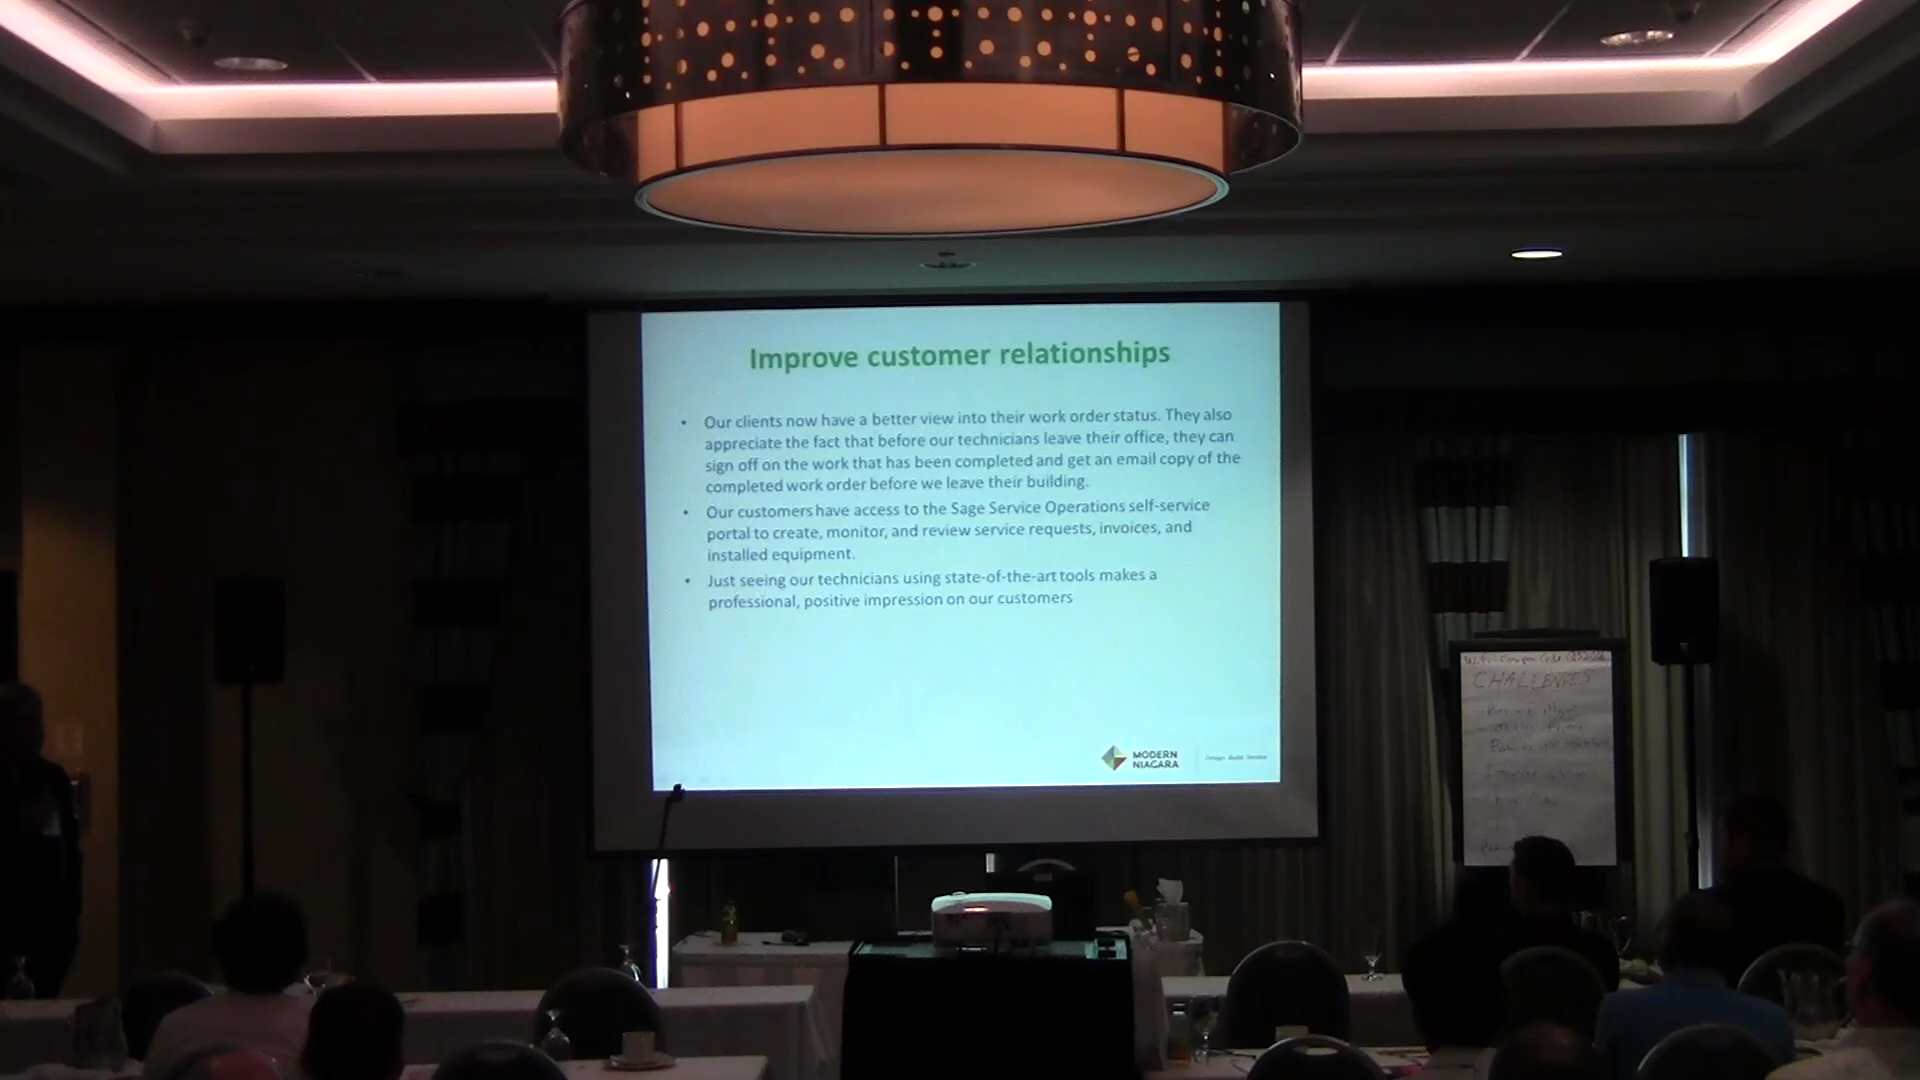 Improve customer relationships
• Our clients now have a better view into their work order status. They also
appreciate the fact that before our technicians leave their office, they can
sign off on the work that has been completed and get an email copy of the
completed work order before we leave their building.
• Our customers have access to the Sage Service Operations self-service
portal to create, monitor, and review service requests, invoices, and
installed equipment.
• Just seeing our technicians using state-of-the-art tools makes a
professional, positive impression on our customers
MODERN
NIAGARA
Design Build Service
CHALLENGES